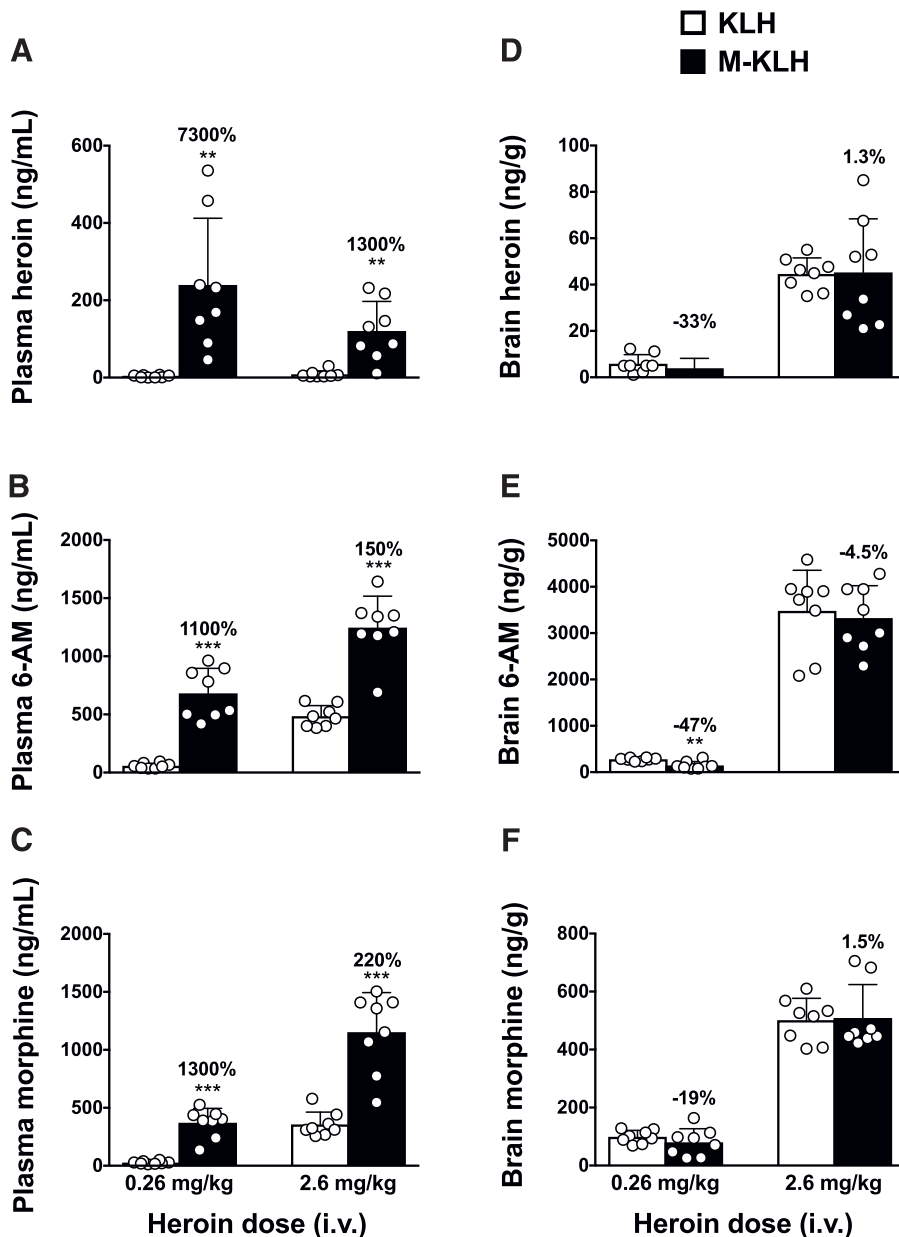 KLH
M-KLH
A
Plasma heroin (ng/mL)
600
400
200
0
7300%
**
1300%
**
D
Brain heroin (ng/g)
100
80
60
40
20
0
-33%
1.3%
B
Plasma 6-AM (ng/mL)
2000
1500
1000
500
0
1100%
***
150%
***
E
Brain 6-AM (ng/g)
5000
4000
3000
2000
1000
0
-47%
**
-4.5%
C
Plasma morphine (ng/mL)
2000
1500
1000
500
0
1300%
***
220%
***
0.26 mg/kg 2.6 mg/kg
Heroin dose (i.v.)
F
Brain morphine (ng/g)
800
600
400
200
0
-19%
1.5%
0.26 mg/kg 2.6 mg/kg
Heroin dose (i.v.)